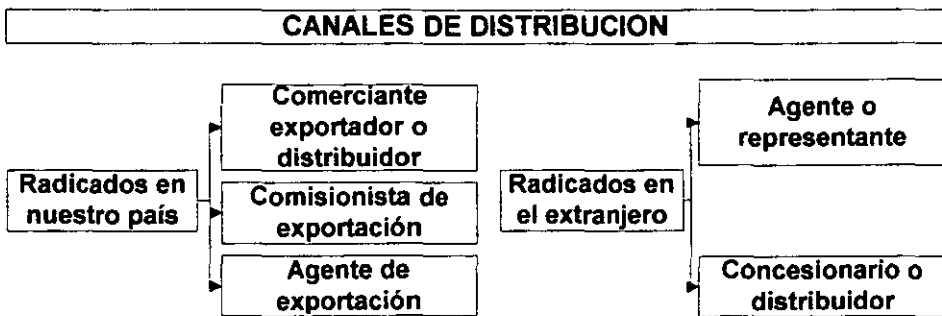 CANALES DE DISTRIBUCION
Radicados en
nuestro país
Comerciante
exportador o
distribuidor
Comisionista de
exportación
Agente de
exportación
Radicados en
el extranjero
Agente o
representante
Concesionario o
distribuidor